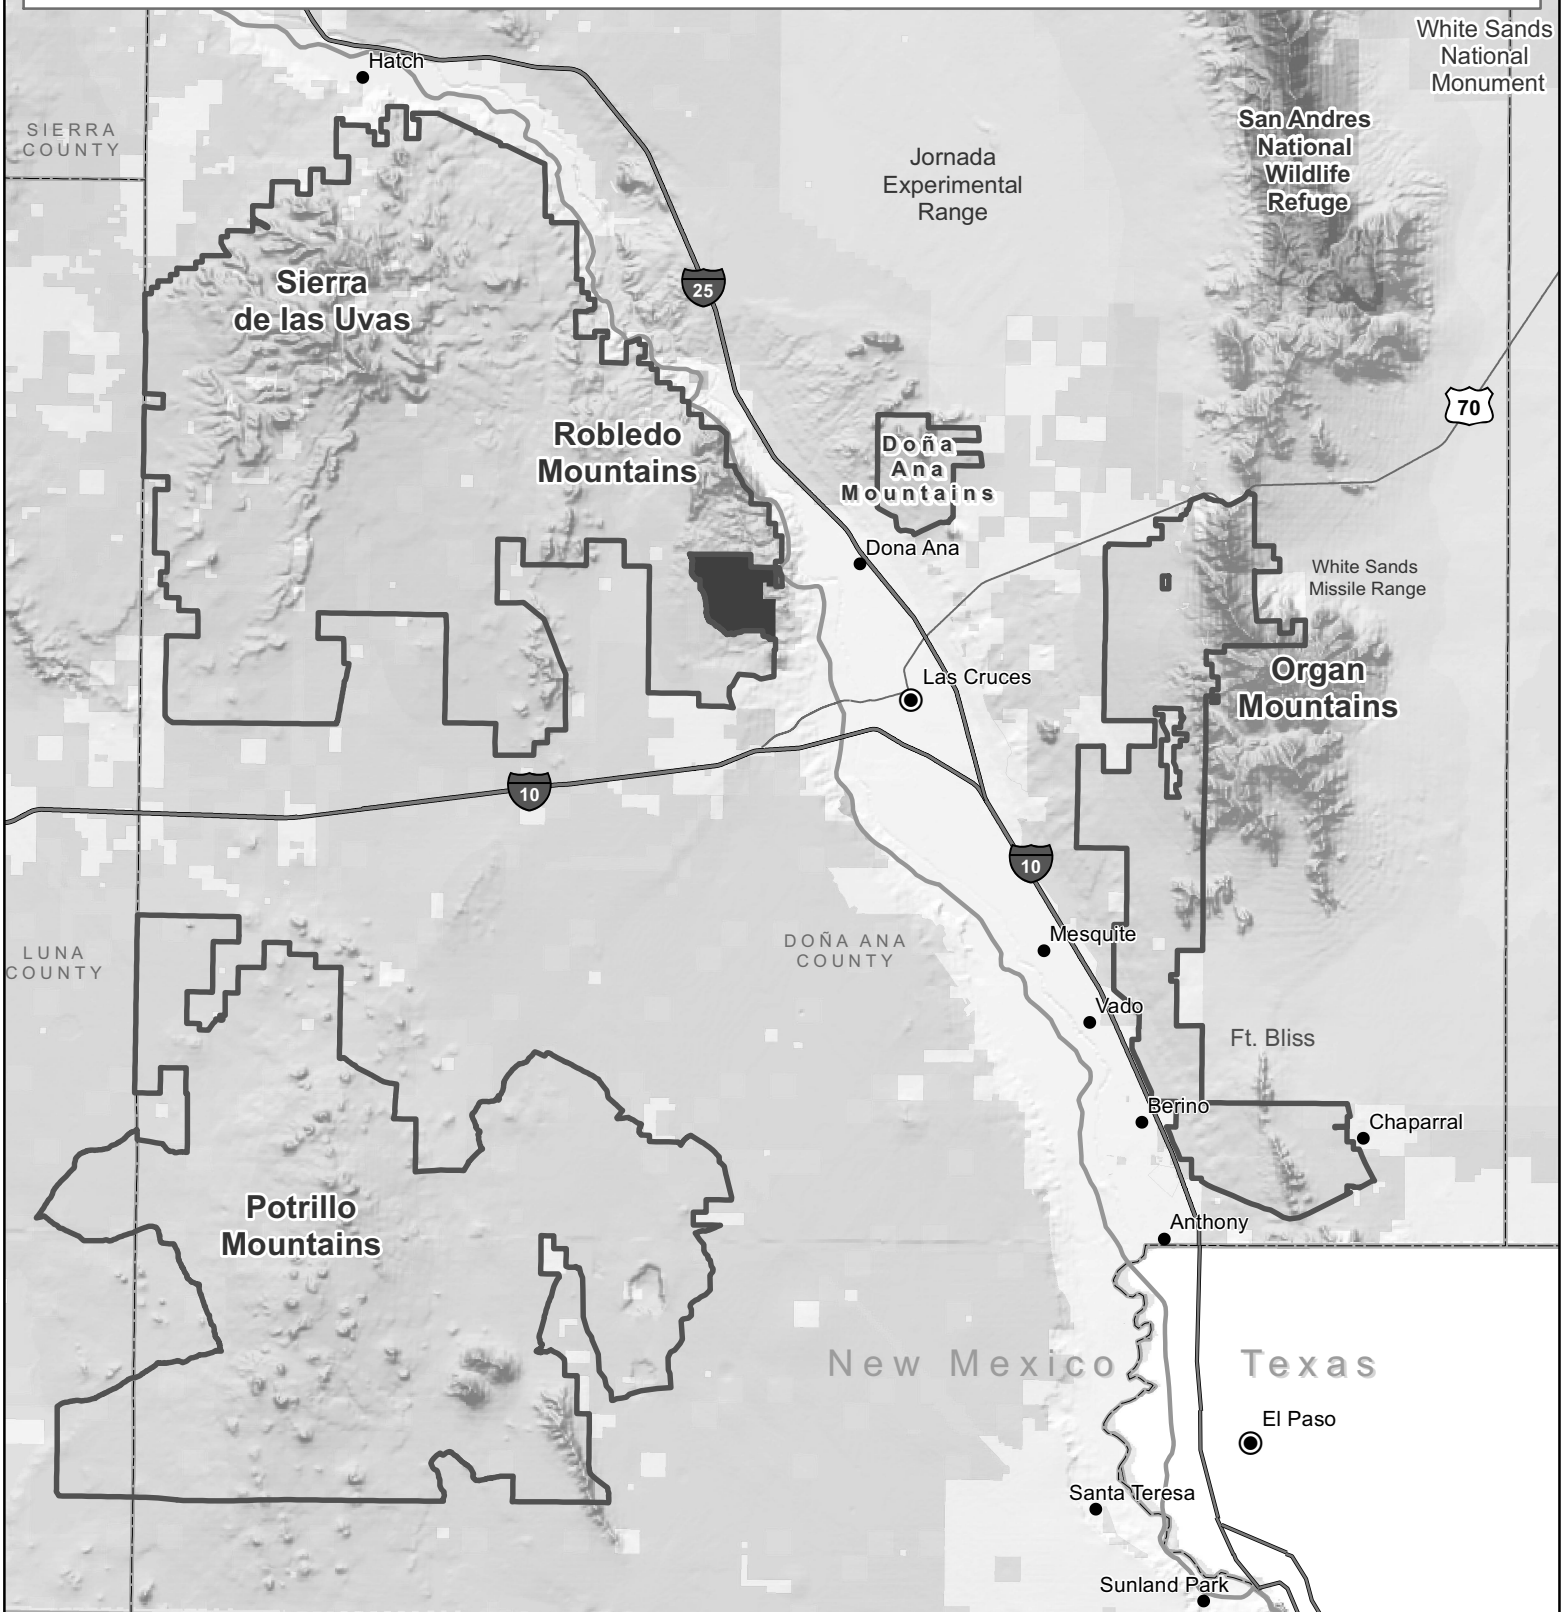 White Sands
National
Monument
Hatch
San Andres
National
Wildlife
Refuge
SIERRA
COUNTY
Jornada
Experimental
Range
Sierra
de las Uvas
25
70
Robledo
Mountains
Doña
Ana
Mountains
Dona Ana
White Sands
Missile Range
Las Cruces
Organ
Mountains
10
10
Mesquite
DOÑA ANA
COUNTY
LUNA
COUNTY
Vado
Ft. Bliss
Berino
Chaparral
Potrillo
Mountains
Anthony
New Mexico
Texas
El Paso
Santa Teresa
Sunland Park